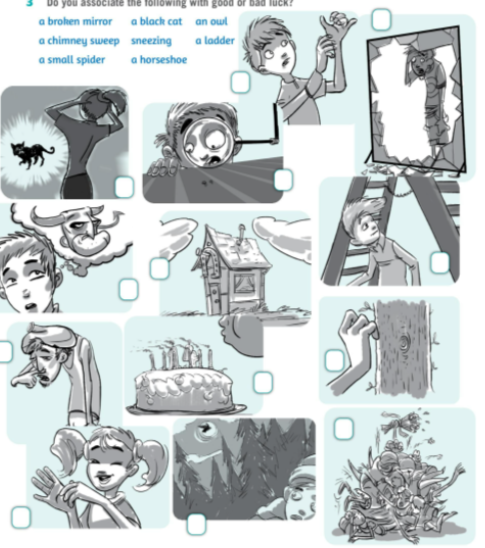 3 Do you associate the following with good or bad luck?
a broken mirror a black cat an owl
a chimney sweep sneezing a ladder
a small spider a horseshoe